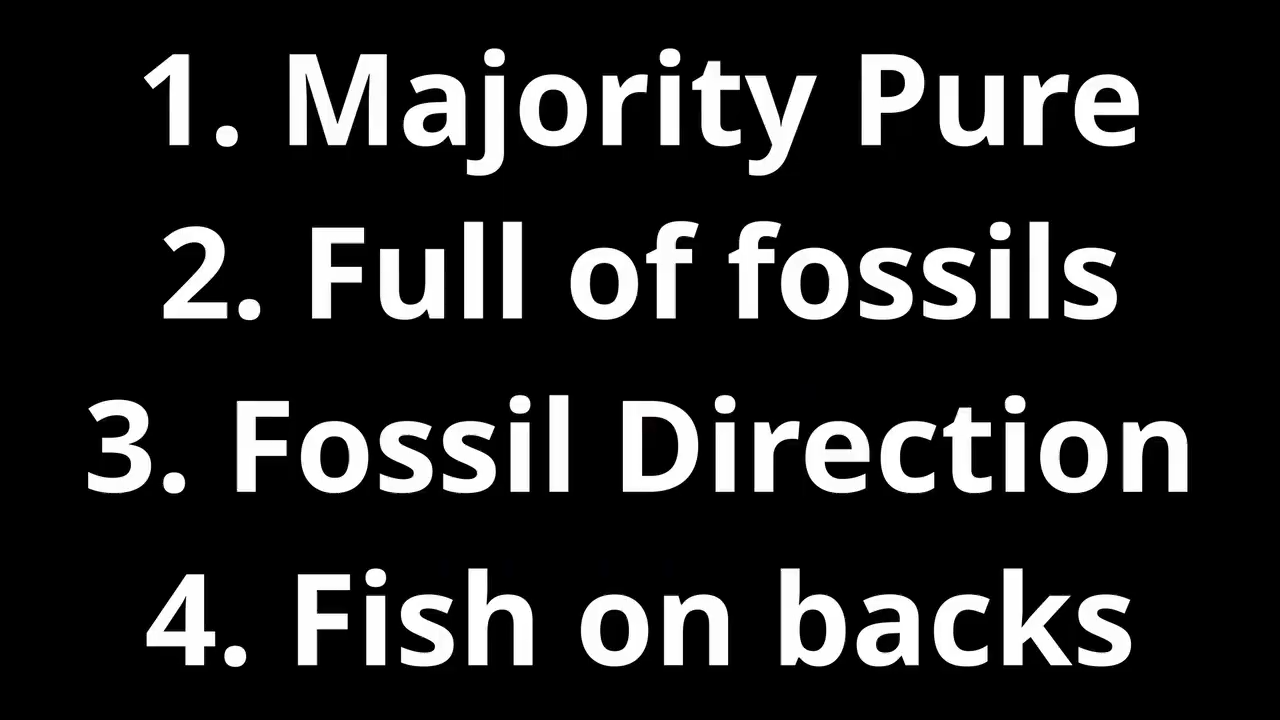 1. Majority Pure
2. Full of fossils
3. Fossil Direction
4. Fish on backs